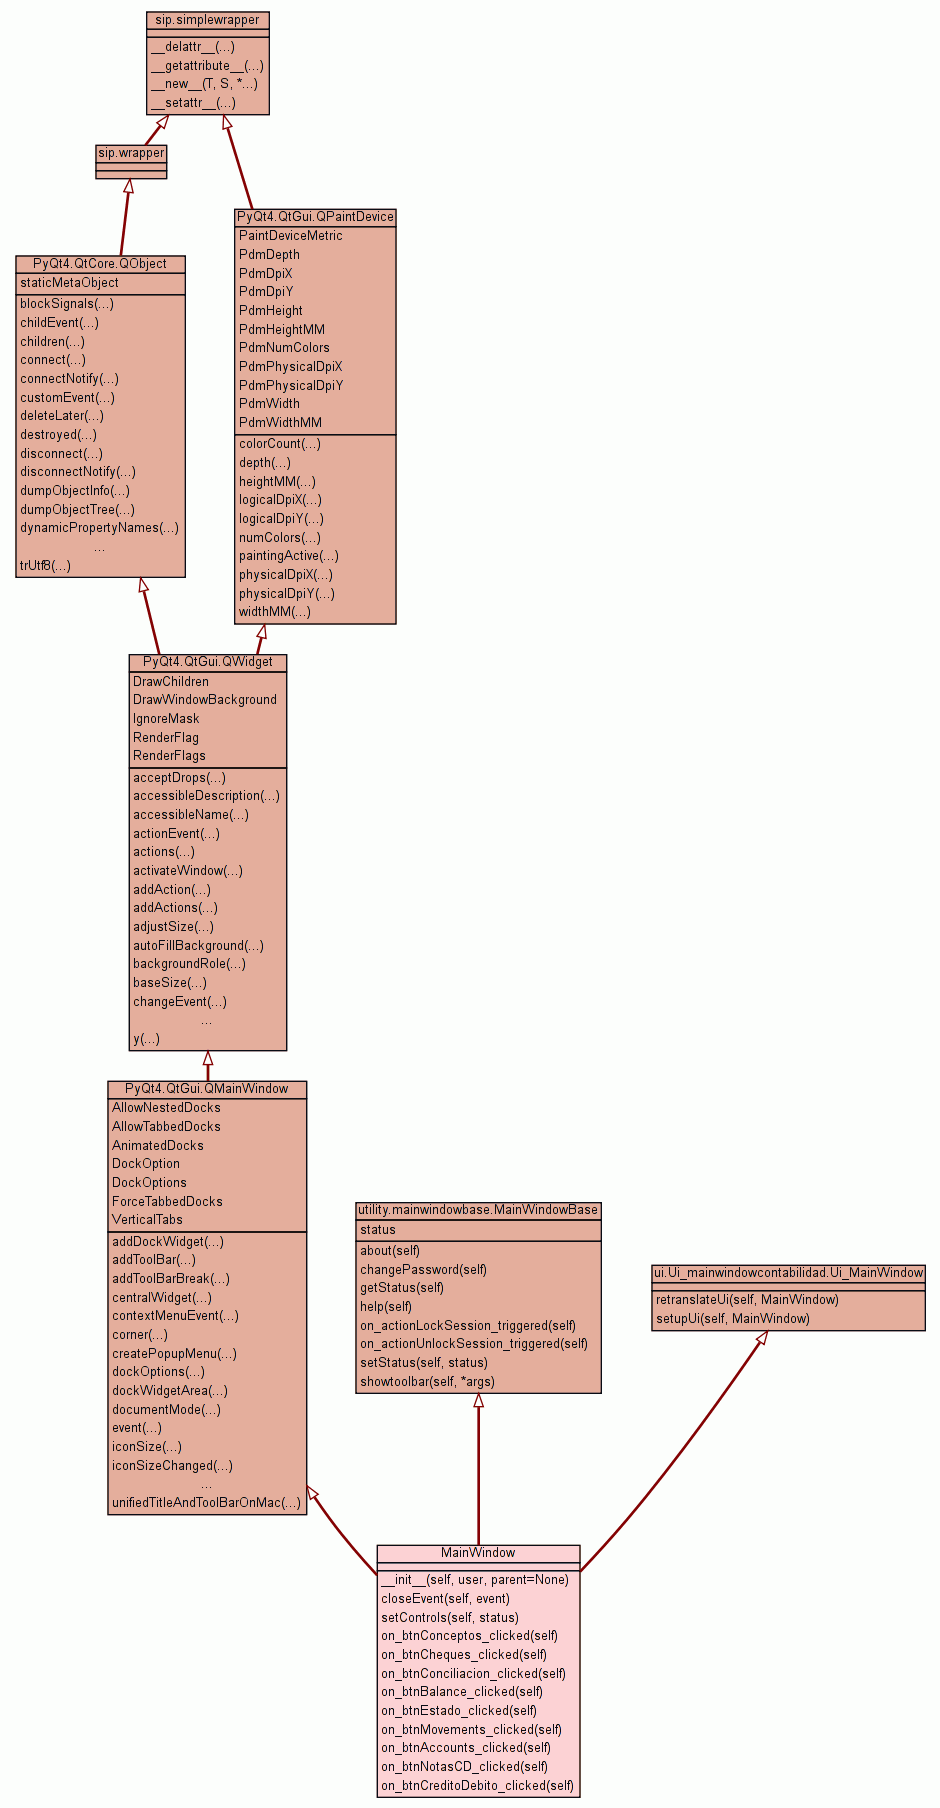 sip.simplewrapper
__delattr__(...)
__getattribute__(...)
__new__(T, S, *...)
__setattr__(...)
sip.wrapper
PyQt4.QtGui.QPaintDevice
PaintDeviceMetric
PdmDepth
PdmDpiX
PdmDpiY
PdmHeight
PdmHeightMM
PdmNumColors
PdmPhysicalDpiX
PdmPhysicalDpiY
PdmWidth
PdmWidthMM
colorCount(...)
depth(...)
heightMM(...)
logicalDpiX(...)
logicalDpiY(...)
numColors(...)
paintingActive(...)
physicalDpiX(...)
physicalDpiY(...)
widthMM(...)
PyQt4.QtCore.QObject
staticMetaObject
blockSignals(...)
childEvent(...)
children(...)
connect(...)
connectNotify(...)
customEvent(...)
deleteLater(...)
destroyed(...)
disconnect(...)
disconnectNotify(...)
dumpObjectInfo(...)
dumpObjectTree(...)
dynamicPropertyNames(...)
...
trUtf8(...)
PyQt4.QtGui.QWidget
DrawChildren
DrawWindowBackground
IgnoreMask
RenderFlag
RenderFlags
acceptDrops(...)
accessibleDescription(...)
accessibleName(...)
actionEvent(...)
actions(...)
activateWindow(...)
addAction(...)
addActions(...)
adjustSize(...)
autoFillBackground(...)
backgroundRole(...)
baseSize(...)
changeEvent(...)
...
y(...)
PyQt4.QtGui.QMainWindow
AllowNestedDocks
AllowTabbedDocks
AnimatedDocks
DockOption
DockOptions
ForceTabbedDocks
VerticalTabs
addDockWidget(...)
addToolBar(...)
addToolBarBreak(...)
centralWidget(...)
contextMenuEvent(...)
corner(...)
createPopupMenu(...)
dockOptions(...)
dockWidgetArea(...)
documentMode(...)
event(...)
iconSize(...)
iconSizeChanged(...)
...
unifiedTitleAndToolBarOnMac(...)
utility.mainwindowbase.MainWindowBase
status
about(self)
changePassword(self)
getStatus(self)
help(self)
on_actionLockSession_triggered(self)
on_actionUnlockSession_triggered(self)
setStatus(self, status)
showtoolbar(self, *args)
ui.Ui_mainwindowcontabilidad.Ui_MainWindow
retranslateUi(self, MainWindow)
setupUi(self, MainWindow)
MainWindow
__init__(self, user, parent=None)
closeEvent(self, event)
setControls(self, status)
on_btnConceptos_clicked(self)
on_btnCheques_clicked(self)
on_btnConciliacion_clicked(self)
on_btnBalance_clicked(self)
on_btnEstado_clicked(self)
on_btnMovements_clicked(self)
on_btnAccounts_clicked(self)
on_btnNotasCD_clicked(self)
on_btnCreditoDebito_clicked(self)